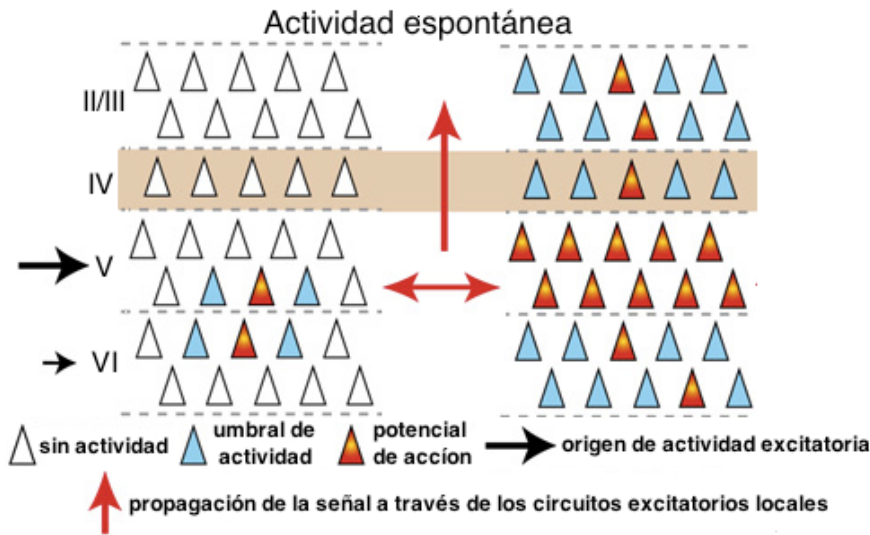 Actividad espontánea
II/III
IV
V
VI
sin actividad
umbral de
actividad
potencial
de accíon
origen de actividad excitatoria
propagación de la señal a través de los circuitos excitatorios locales